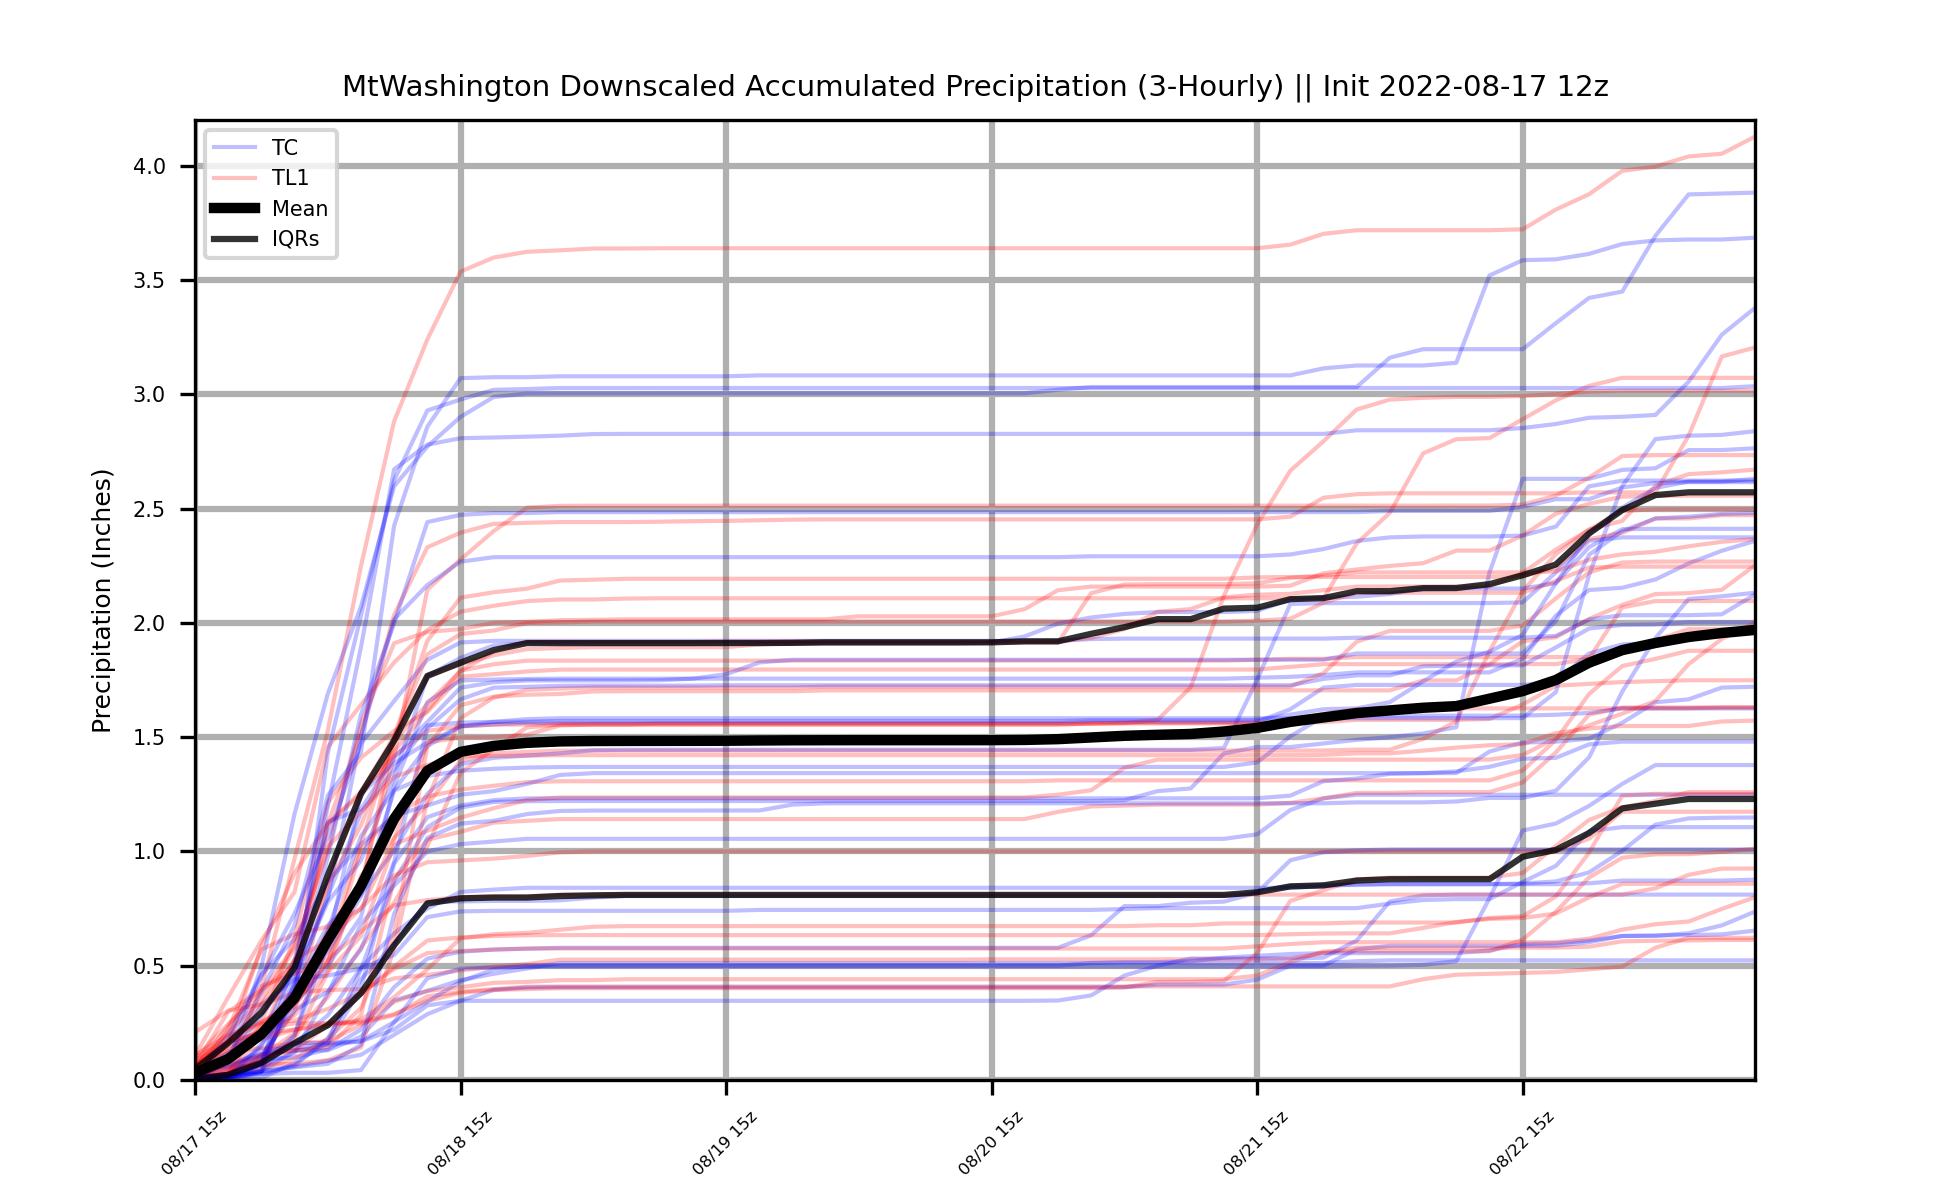 MtWashington Downscaled Accumulated Precipitation (3-Hourly) || Init 2022-08-17 12z
TC
TL1
Mean
IQRs
Precipitation (Inches)
4.0
3.5
3.0
2.5
2.0
1.5
1.0
0.5
0.0
08/17 15z
08/18 15z
08/19 15z
08/20 15z
08/21 15z
08/22 15z